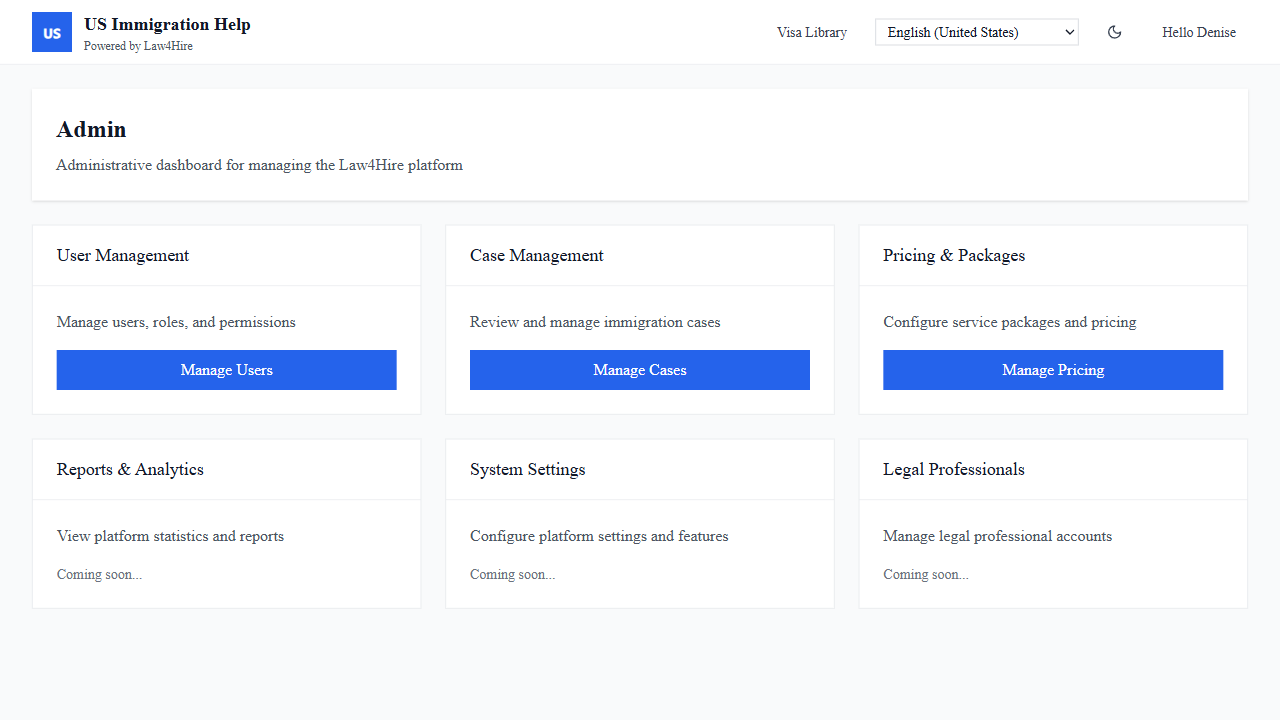 US
US Immigration Help
Powered by Law4Hire
Visa Library
English (United States)
Hello Denise
Admin
Administrative dashboard for managing the Law4Hire platform
User Management
Manage users, roles, and permissions
Manage Users
Case Management
Review and manage immigration cases
Manage Cases
Pricing & Packages
Configure service packages and pricing
Manage Pricing
Reports & Analytics
View platform statistics and reports
Coming soon...
System Settings
Configure platform settings and features
Coming soon...
Legal Professionals
Manage legal professional accounts
Coming soon...